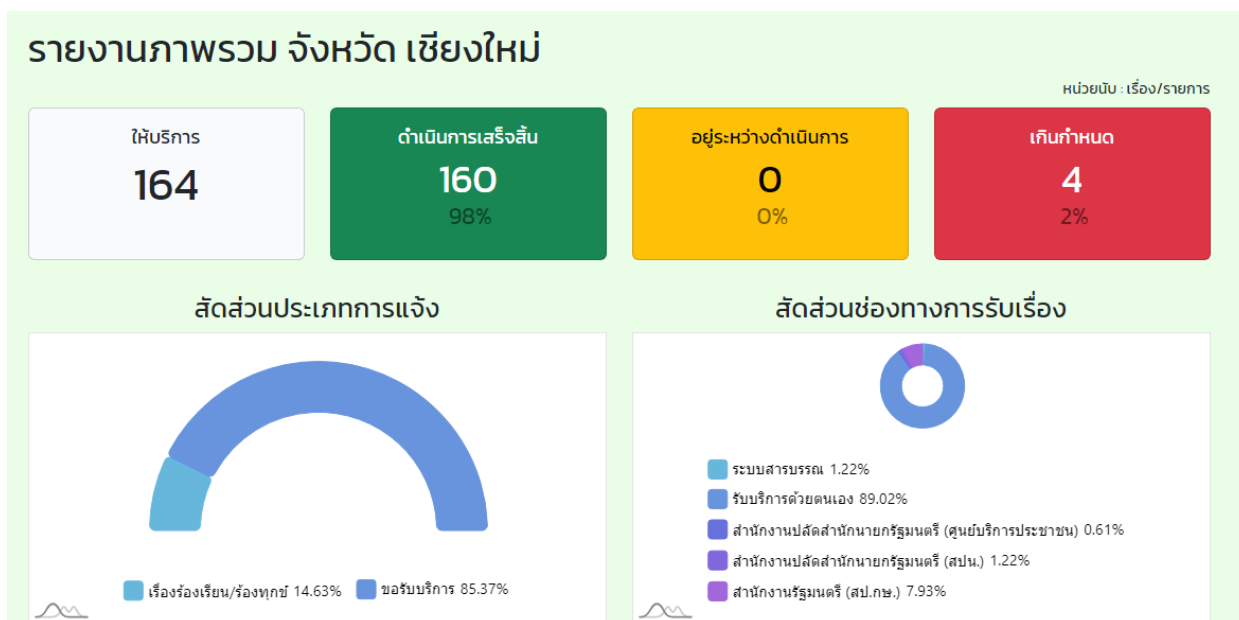 รายงานภาพรวม จังหวัด เชียงใหม่
หน่วยนับ : เรื่อง/รายการ
ให้บริการ
164
ดำเนินการเสร็จสิ้น
160
98%
อยู่ระหว่างดำเนินการ
0
0%
เกินกำหนด
4
2%
สัดส่วนประเภทการแจ้ง
เรื่องร้องเรียน/ร้องทุกข์ 14.63%
ขอรับบริการ 85.37%
สัดส่วนช่องทางการรับเรื่อง
ระบบสารบรรณ 1.22%
รับบริการด้วยตนเอง 89.02%
สำนักงานปลัดสำนักนายกรัฐมนตรี (ศูนย์บริการประชาชน) 0.61%
สำนักงานปลัดสำนักนายกรัฐมนตรี (สปน.) 1.22%
สำนักงานรัฐมนตรี (สป.กษ.) 7.93%